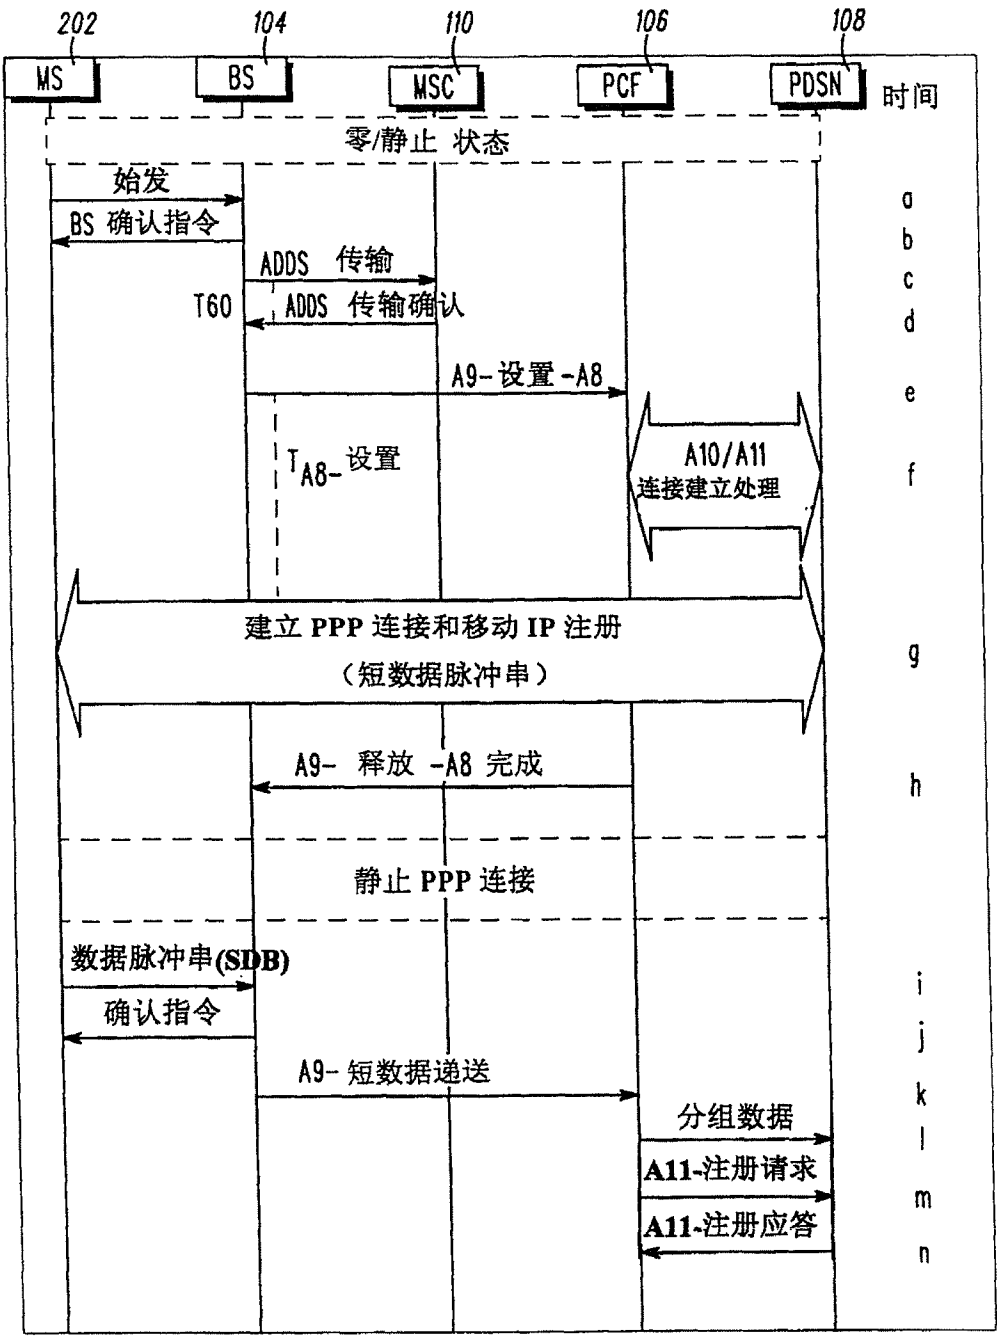 202 104 110 106 108
MS BS MSC PCF PDSN 时间
零/静止 状态
始发 a
BS 确认指令 b
ADDS 传输 c
T60 ADDS 传输确认 d
A9-设置-A8 e
TA8-设置 A10/A11 f
连接建立处理
建立 PPP 连接和移动 IP 注册
(短数据脉冲串) g
A9- 释放 -A8 完成 h
静止 PPP 连接
数据脉冲串(SDB) i
确认指令 j
A9-短数据递送 k
分组数据 l
A11-注册请求 m
A11-注册应答 n